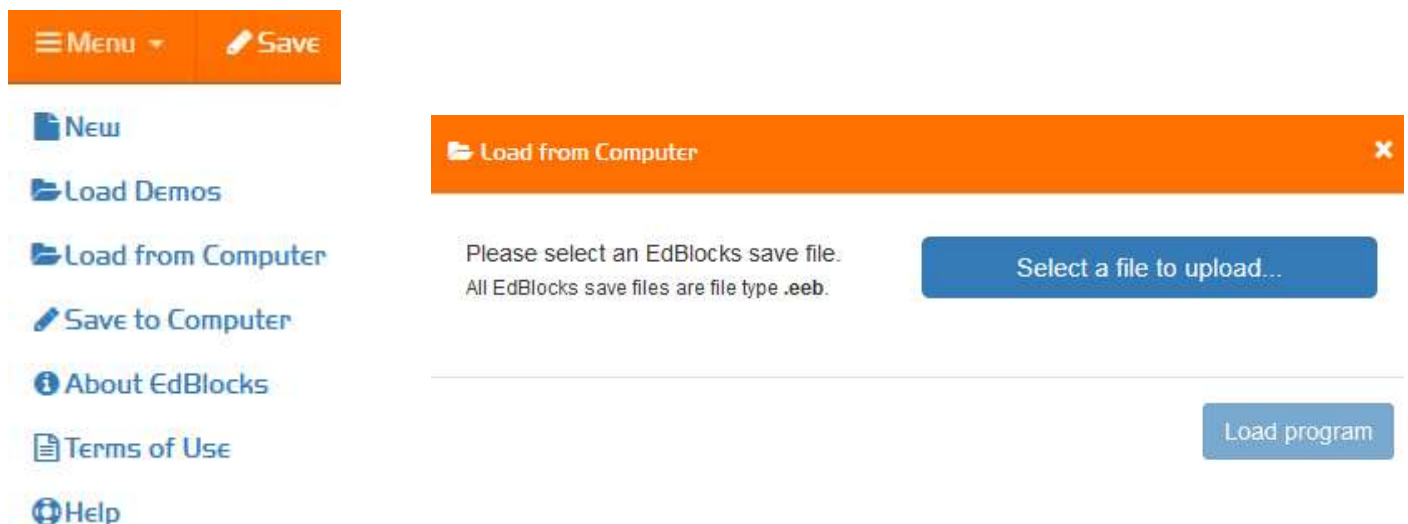 Menu
Save
New
Load Demos
Load from Computer
Save to Computer
About EdBlocks
Terms of Use
Help
Load from Computer
Please select an EdBlocks save file.
All EdBlocks save files are file type .eeb.
Select a file to upload...
Load program